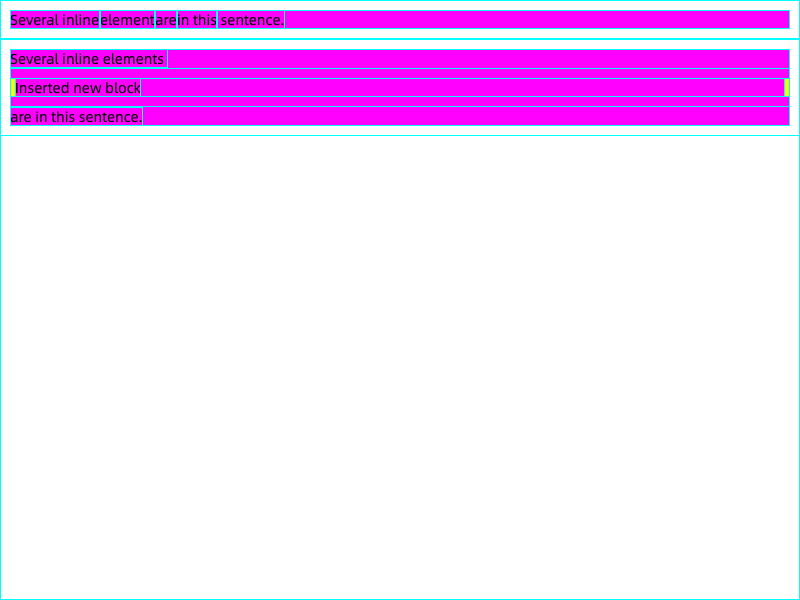 Several inline element are in this sentence.
Several inline elements
Inserted new block
are in this sentence.